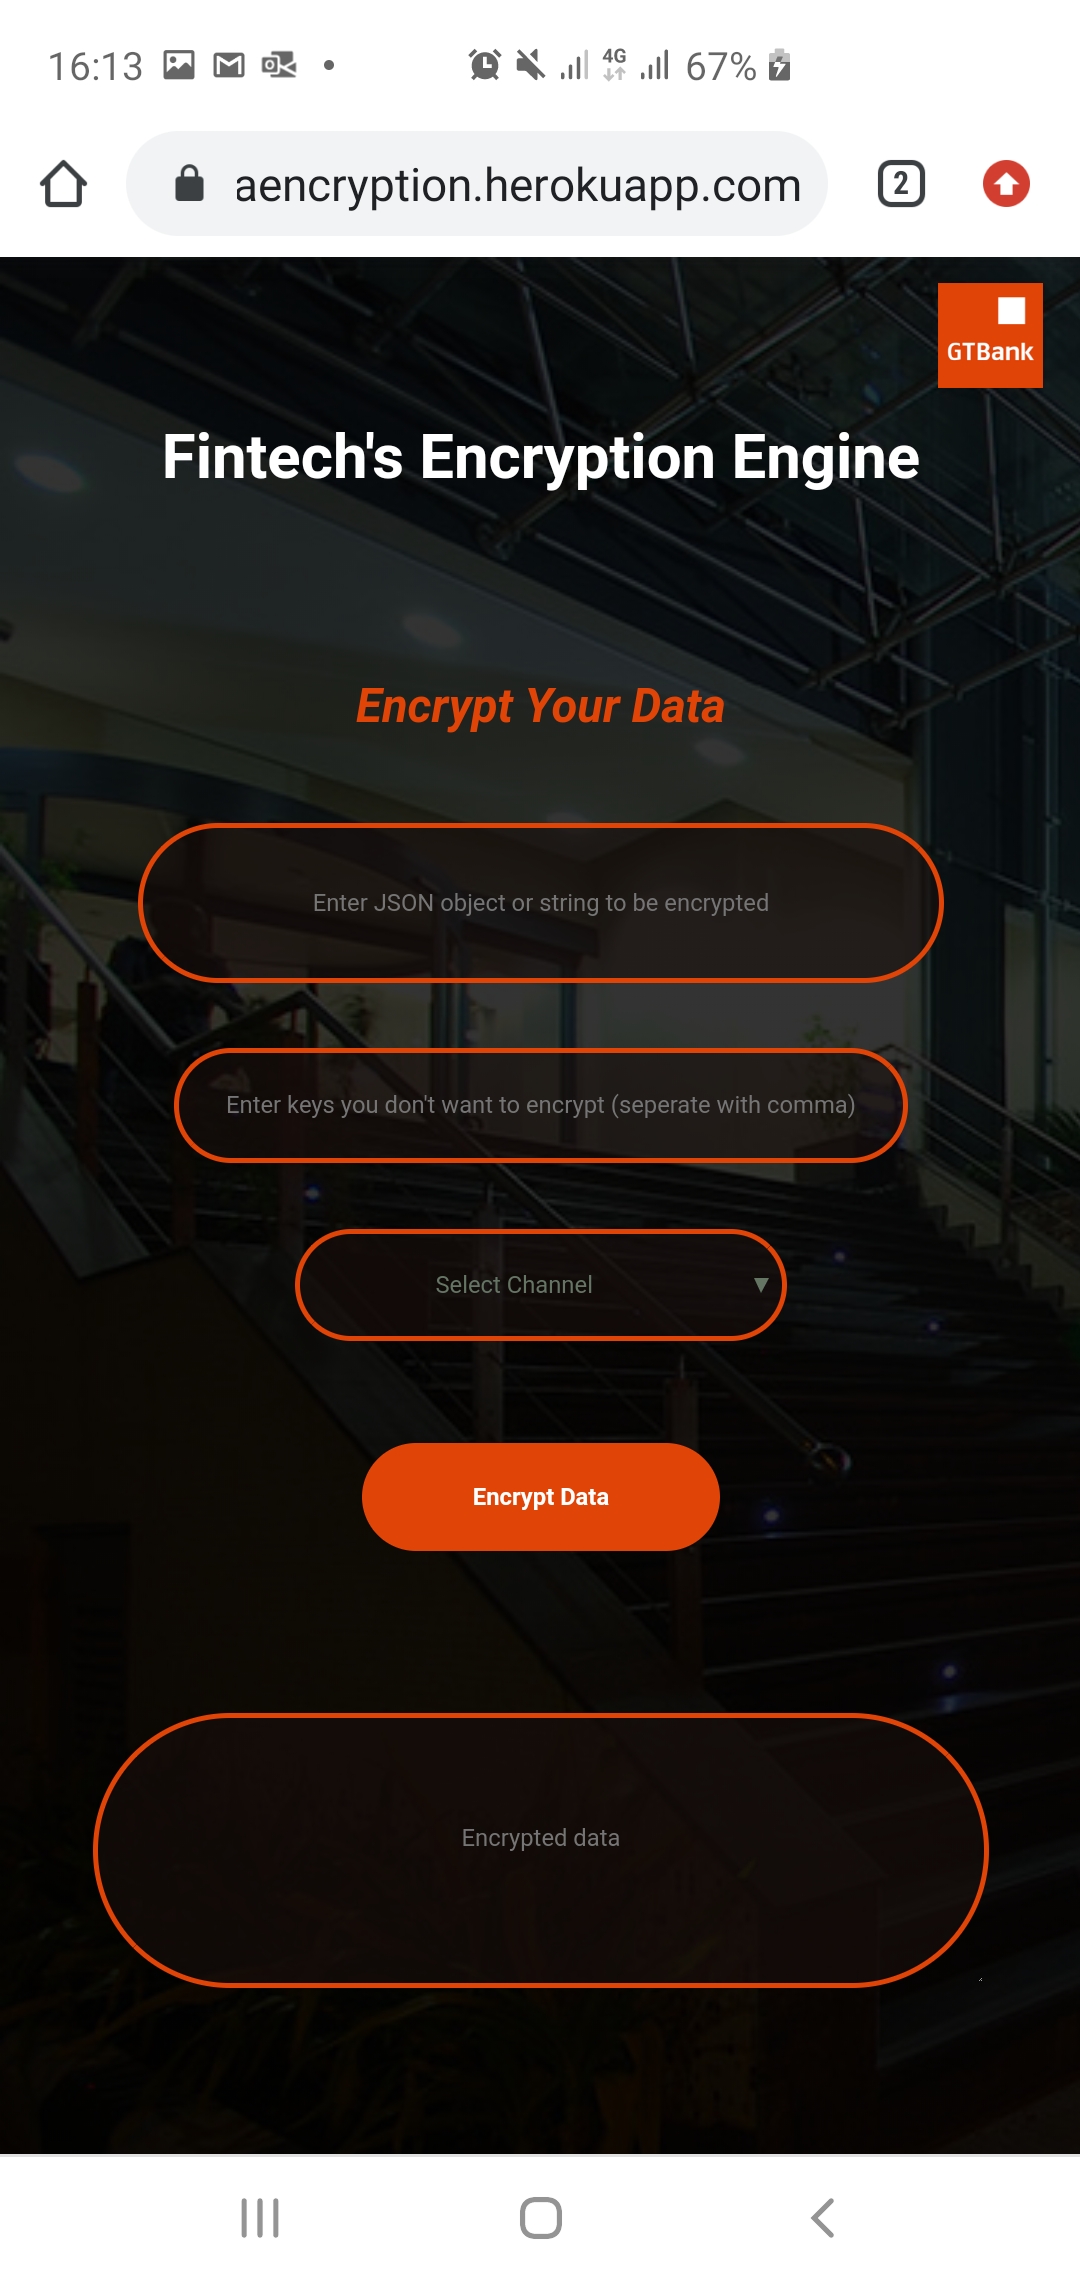 16:13
4G
67%
aencryption.herokuapp.com
2
GTBank
Fintech's Encryption Engine
Encrypt Your Data
Enter JSON object or string to be encrypted
Enter keys you don't want to encrypt (seperate with comma)
Select Channel
Encrypt Data
Encrypted data